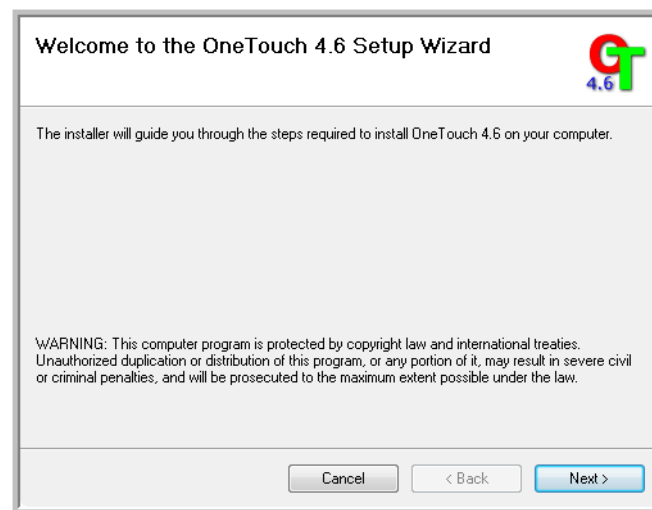 Welcome to the OneTouch 4.6 Setup Wizard
OT
4.6
The installer will guide you through the steps required to install OneTouch 4.6 on your computer.
WARNING: This computer program is protected by copyright law and international treaties.
Unauthorized duplication or distribution of this program, or any portion of it, may result in severe civil
or criminal penalties, and will be prosecuted to the maximum extent possible under the law.
Cancel
< Back
Next >